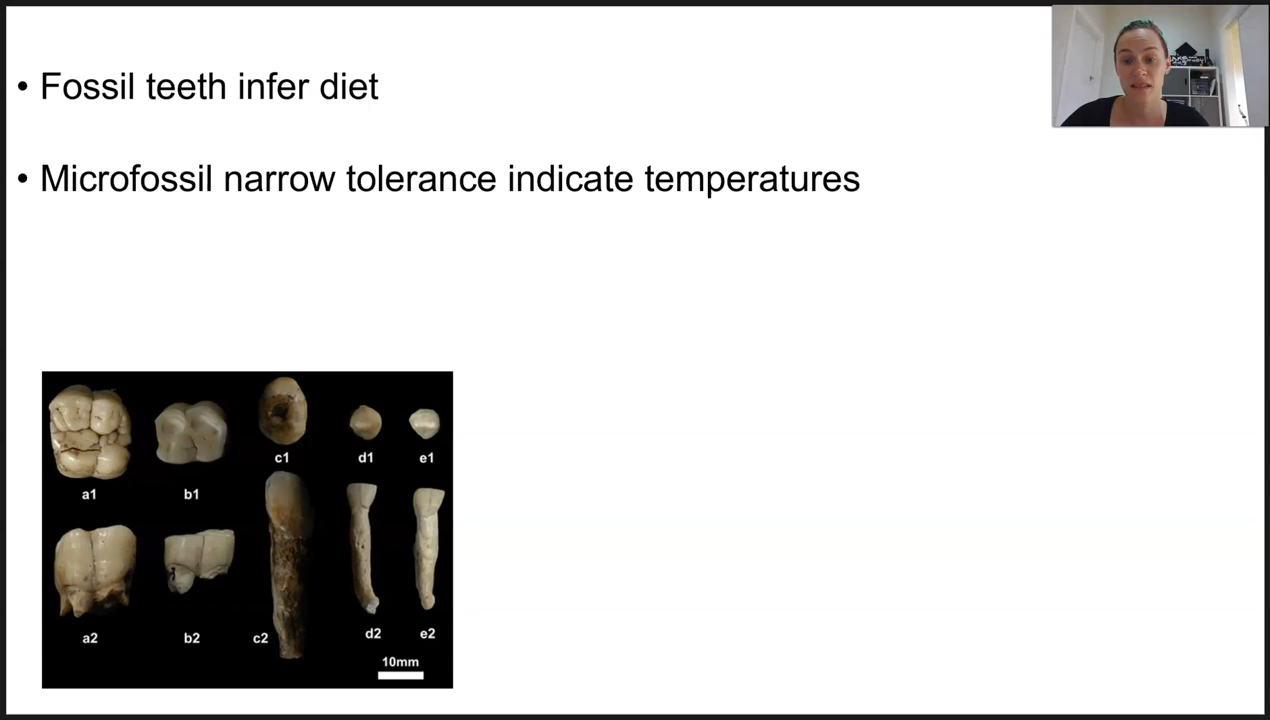 • Fossil teeth infer diet
• Microfossil narrow tolerance indicate temperatures
c1 d1 e1
a1 b1
a2 b2 c2 d2 e2
10mm